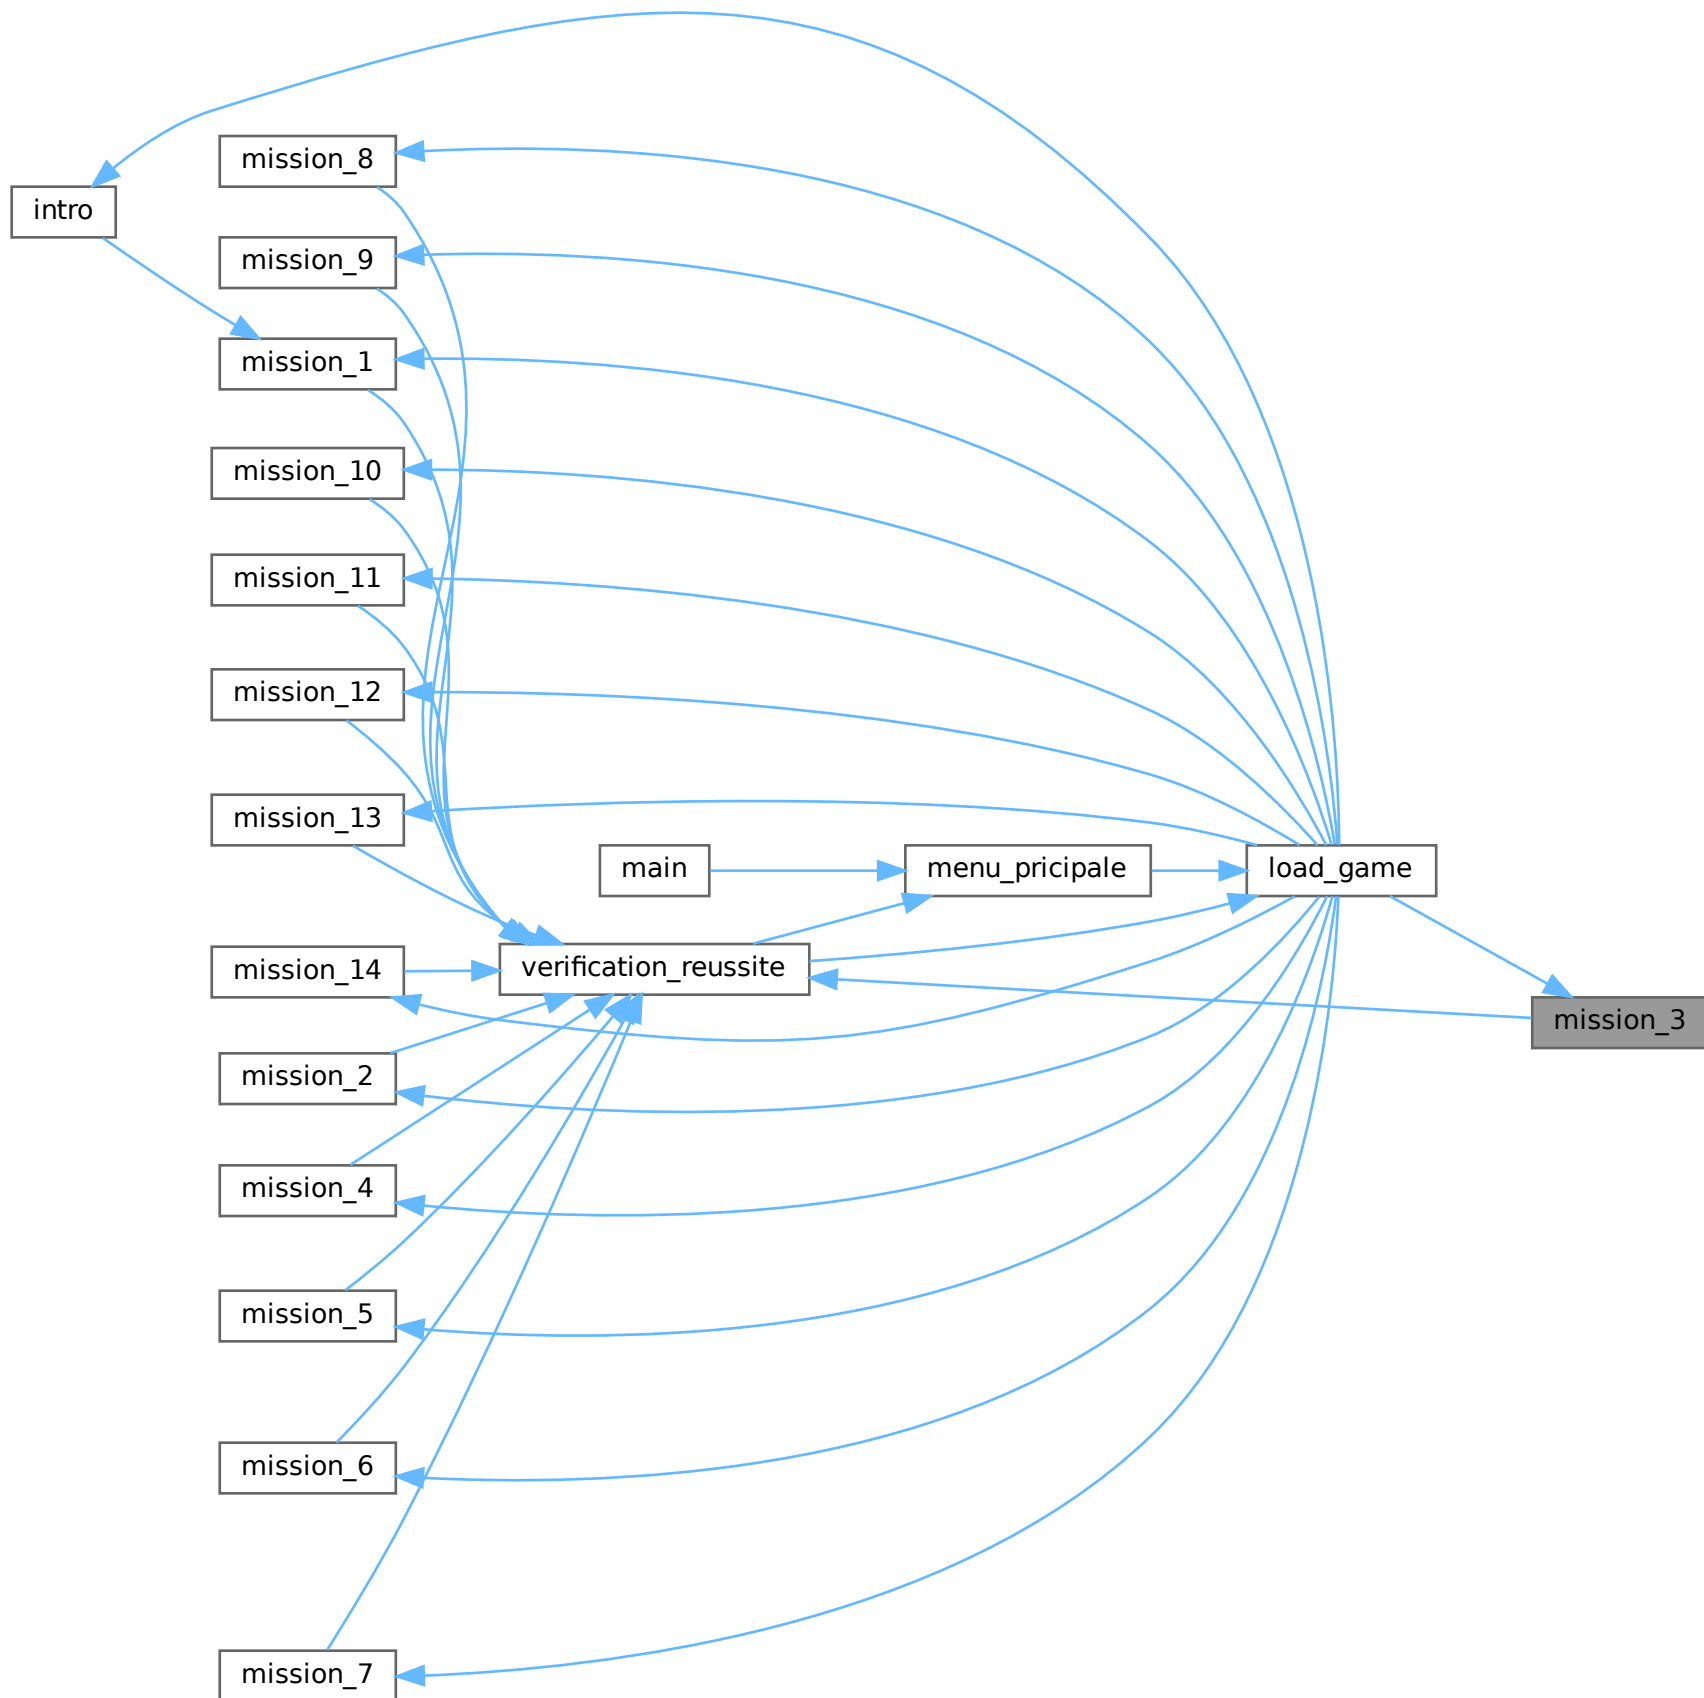 mission_8
intro
mission_9
mission_1
mission_10
mission_11
mission_12
mission_13
main
menu_pricipale
load_game
mission_14
verification_reussite
mission_3
mission_2
mission_4
mission_5
mission_6
mission_7